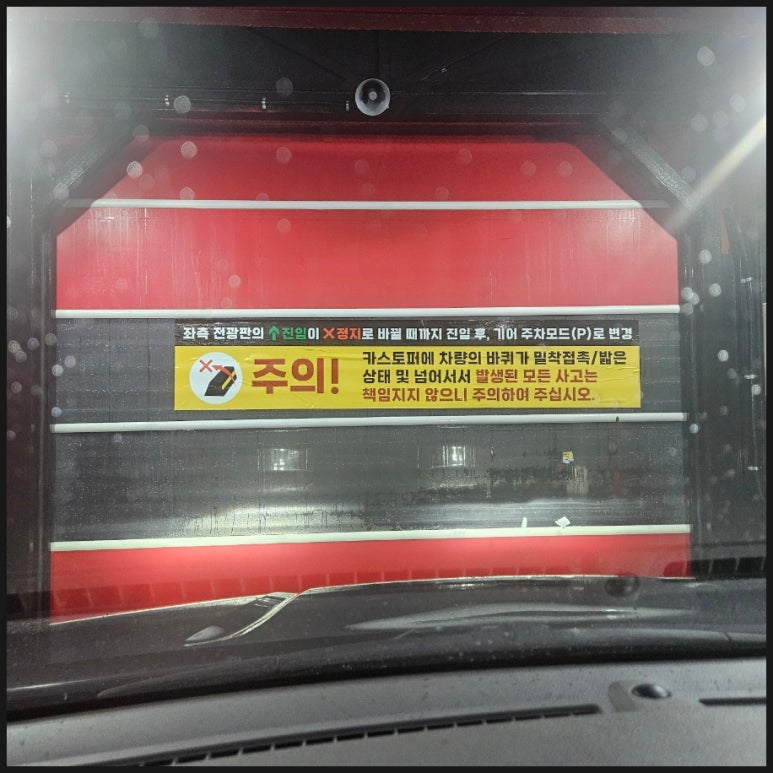 좌측 전광판의 ↑진입이 ✕정지로 바뀔 때까지 진입 후, 기어 주차모드(P)로 변경
주의!
카스토퍼에 차량의 바퀴가 밀착접촉/밟은
상태 및 넘어서서 발생된 모든 사고는
책임지지 않으니 주의하여 주십시오.